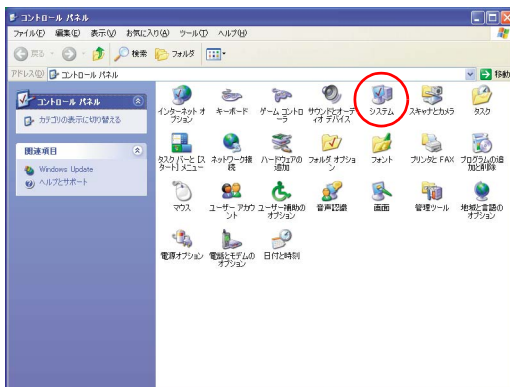 コントロール パネル
ファイル(F) 編集(E) 表示(V) お気に入り(A) ツール(T) ヘルプ(H)
戻る 検索 フォルダ
アドレス(D) コントロール パネル 移動
コントロール パネル
カテゴリの表示に切り替える
関連項目
Windows Update
ヘルプとサポート
インターネット オ
プション
キーボード
ゲーム コントロ
ーラ
サウンドとオーデ
ィオ デバイス
システム
スキャナとカメラ
タスク
タスク バーと [ス
タート] メニュー
ネットワーク接
続
ハードウェアの
追加
フォルダ オプショ
ン
フォント
プリンタと FAX
プログラムの追
加と削除
マウス
ユーザー アカウ
ント
ユーザー補助の
オプション
音声認識
画面
管理ツール
地域と言語の
オプション
電源オプション
電話とモデムの
オプション
日付と時刻